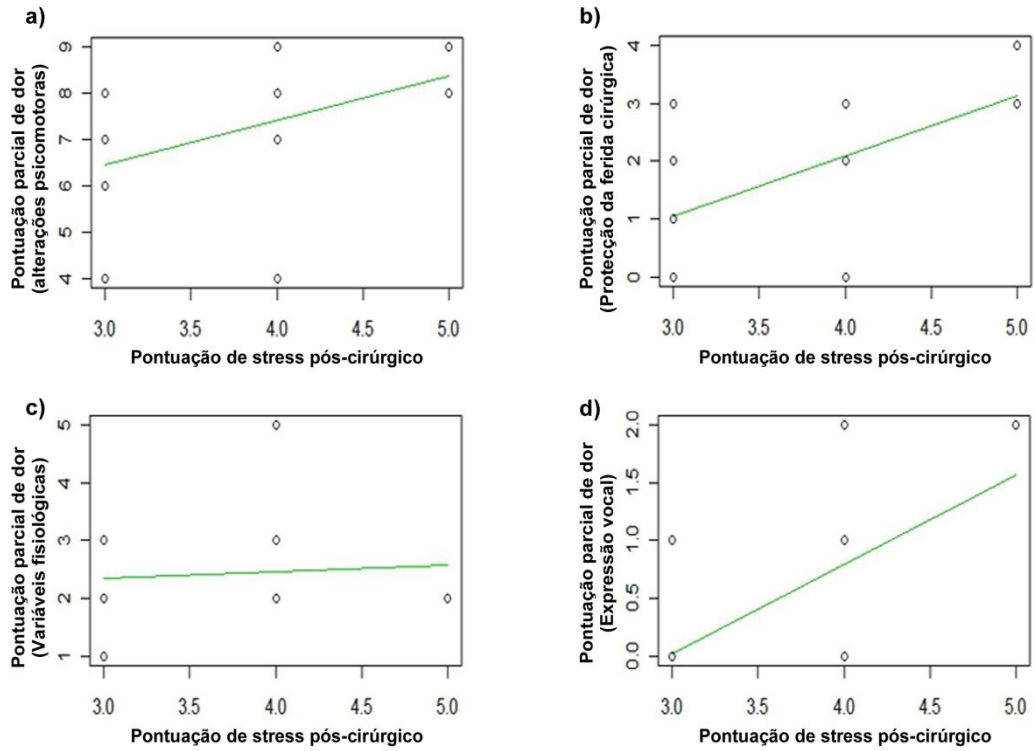 a)
Pontuação parcial de dor
(alterações psicomotoras)
9
8
7
6
5
4
3.0 3.5 4.0 4.5 5.0
Pontuação de stress pós-cirúrgico
b)
Pontuação parcial de dor
(Protecção da ferida cirúrgica)
4
3
2
1
0
3.0 3.5 4.0 4.5 5.0
Pontuação de stress pós-cirúrgico
c)
Pontuação parcial de dor
(Variáveis fisiológicas)
5
4
3
2
1
3.0 3.5 4.0 4.5 5.0
Pontuação de stress pós-cirúrgico
d)
Pontuação parcial de dor
(Expressão vocal)
2.0
1.5
1.0
0.5
0.0
3.0 3.5 4.0 4.5 5.0
Pontuação de stress pós-cirúrgico